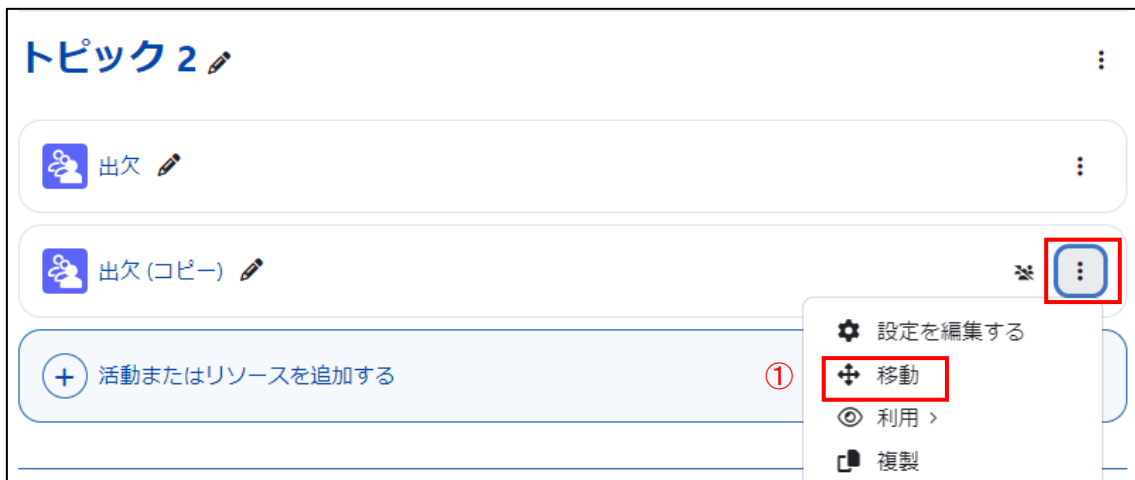 トピック 2
出欠
出欠 (コピー)
設定を編集する
活動またはリソースを追加する
① 移動
利用 >
複製